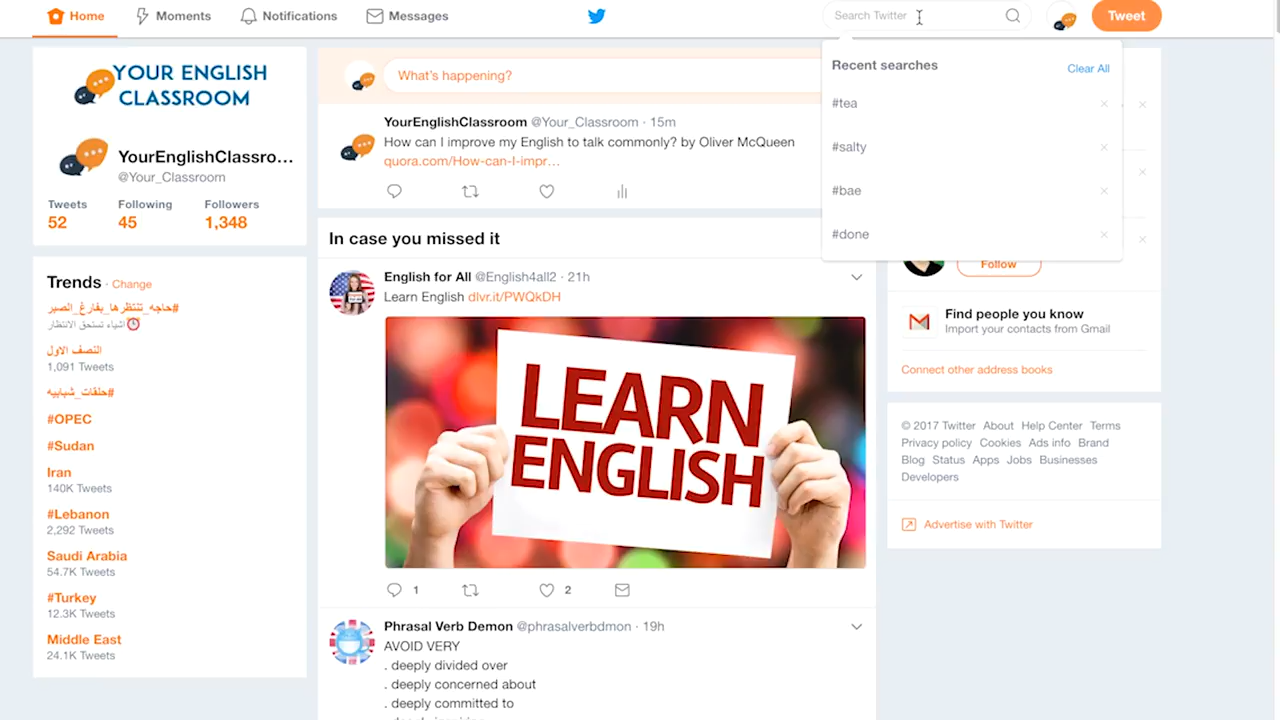 Home
Moments
Notifications
Messages
Search Twitter
Tweet
YOUR ENGLISH
CLASSROOM
YourEnglishClassro...
@Your_Classroom
Tweets Following Followers
52 45 1,348
Trends · Change
#حاجه_تنتظرها_بفارغ_الصبر
اشياء تستحق الانتظار
النصف الاول
1,091 Tweets
#حلقات_شبابيه
#OPEC
#Sudan
Iran
140K Tweets
#Lebanon
2,292 Tweets
Saudi Arabia
54.7K Tweets
#Turkey
12.3K Tweets
Middle East
24.1K Tweets
What's happening?
YourEnglishClassroom @Your_Classroom · 15m
How can I improve my English to talk commonly? by Oliver McQueen
quora.com/How-can-I-impr...
In case you missed it
English for All @English4all2 · 21h
Learn English dlvr.it/PWQkDH
LEARN
ENGLISH
1 2
Phrasal Verb Demon @phrasalverbdmon · 19h
AVOID VERY
. deeply divided over
. deeply concerned about
. deeply committed to
Recent searches Clear All
#tea
#salty
#bae
#done
Follow
Find people you know
Import your contacts from Gmail
Connect other address books
© 2017 Twitter About Help Center Terms
Privacy policy Cookies Ads info Brand
Blog Status Apps Jobs Businesses
Developers
Advertise with Twitter